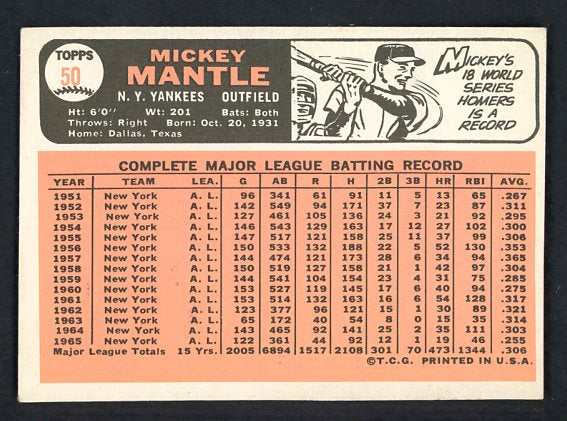 TOPPS
50
MICKEY
MANTLE
N. Y. YANKEES OUTFIELD
Ht: 6'0" Wt: 201 Bats: Both
Throws: Right Born: Oct. 20, 1931
Home: Dallas, Texas
MICKEY'S
18 WORLD
SERIES
HOMERS
IS A
RECORD
COMPLETE MAJOR LEAGUE BATTING RECORD
YEAR TEAM LEA. G AB R H 2B 3B HR RBI AVG.
1951 New York A. L. 96 341 61 91 11 5 13 65 .267
1952 New York A. L. 142 549 94 171 37 7 23 87 .311
1953 New York A. L. 127 461 105 136 24 3 21 92 .295
1954 New York A. L. 146 543 129 163 17 12 27 102 .300
1955 New York A. L. 147 517 121 158 25 11 37 99 .306
1956 New York A. L. 150 533 132 188 22 5 52 130 .353
1957 New York A. L. 144 474 121 173 28 6 34 94 .365
1958 New York A. L. 150 519 127 158 21 1 42 97 .304
1959 New York A. L. 144 541 104 154 23 4 31 75 .285
1960 New York A. L. 153 527 119 145 17 6 40 94 .275
1961 New York A. L. 153 514 132 163 16 6 54 128 .317
1962 New York A. L. 123 377 96 121 15 1 30 89 .321
1963 New York A. L. 65 172 40 54 8 0 15 35 .314
1964 New York A. L. 143 465 92 141 25 2 35 111 .303
1965 New York A. L. 122 361 44 92 12 1 19 46 .255
Major League Totals 15 Yrs. 2005 6894 1517 2108 301 70 473 1344 .306
©T.C.G. PRINTED IN U.S.A.